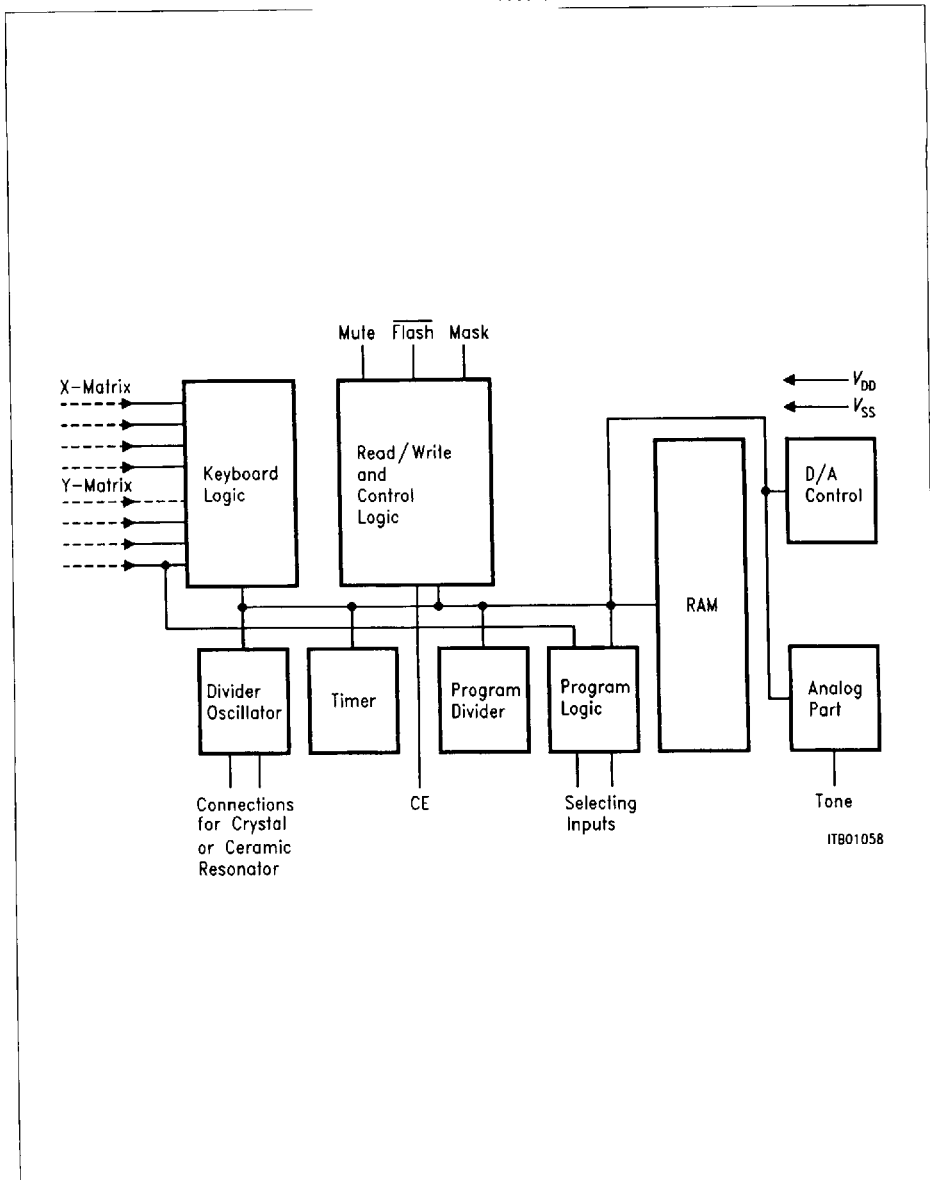 Mute Flash Mask
X-Matrix
Y-Matrix
Keyboard
Logic
Read/Write
and
Control
Logic
RAM
V_DD
V_SS
D/A
Control
Divider
Oscillator
Timer
Program
Divider
Program
Logic
Analog
Part
Connections
for Crystal
or Ceramic
Resonator
CE
Selecting
Inputs
Tone
ITB01058